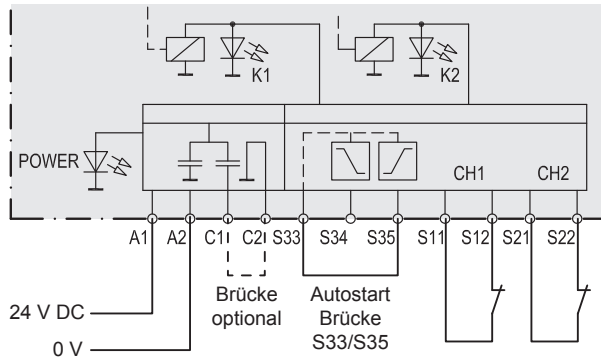 K1 K2
POWER
CH1 CH2
A1 A2 C1 C2 S33 S34 S35 S11 S12 S21 S22
24 V DC
0 V
Brücke
optional
Autostart
Brücke
S33/S35